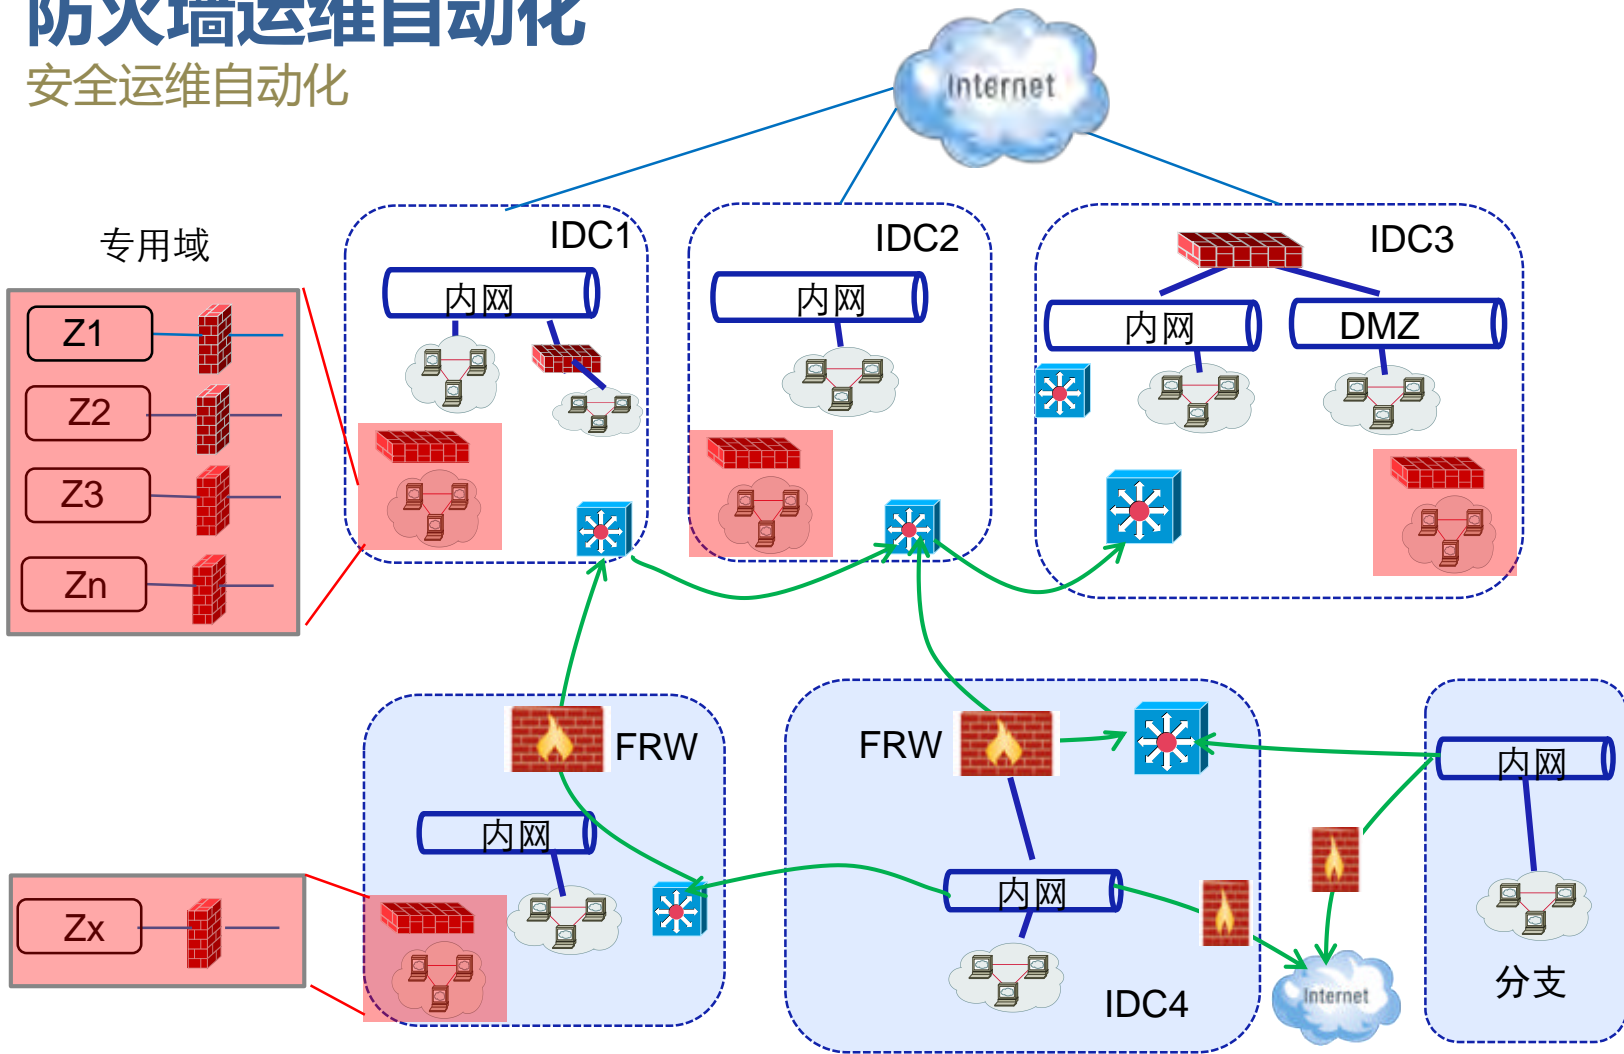 防火墙运维自动化
安全运维自动化
Internet
专用域
Z1
Z2
Z3
Zn
IDC1
内网
IDC2
内网
IDC3
内网
DMZ
FRW
内网
Zx
FRW
内网
IDC4
Internet
内网
分支